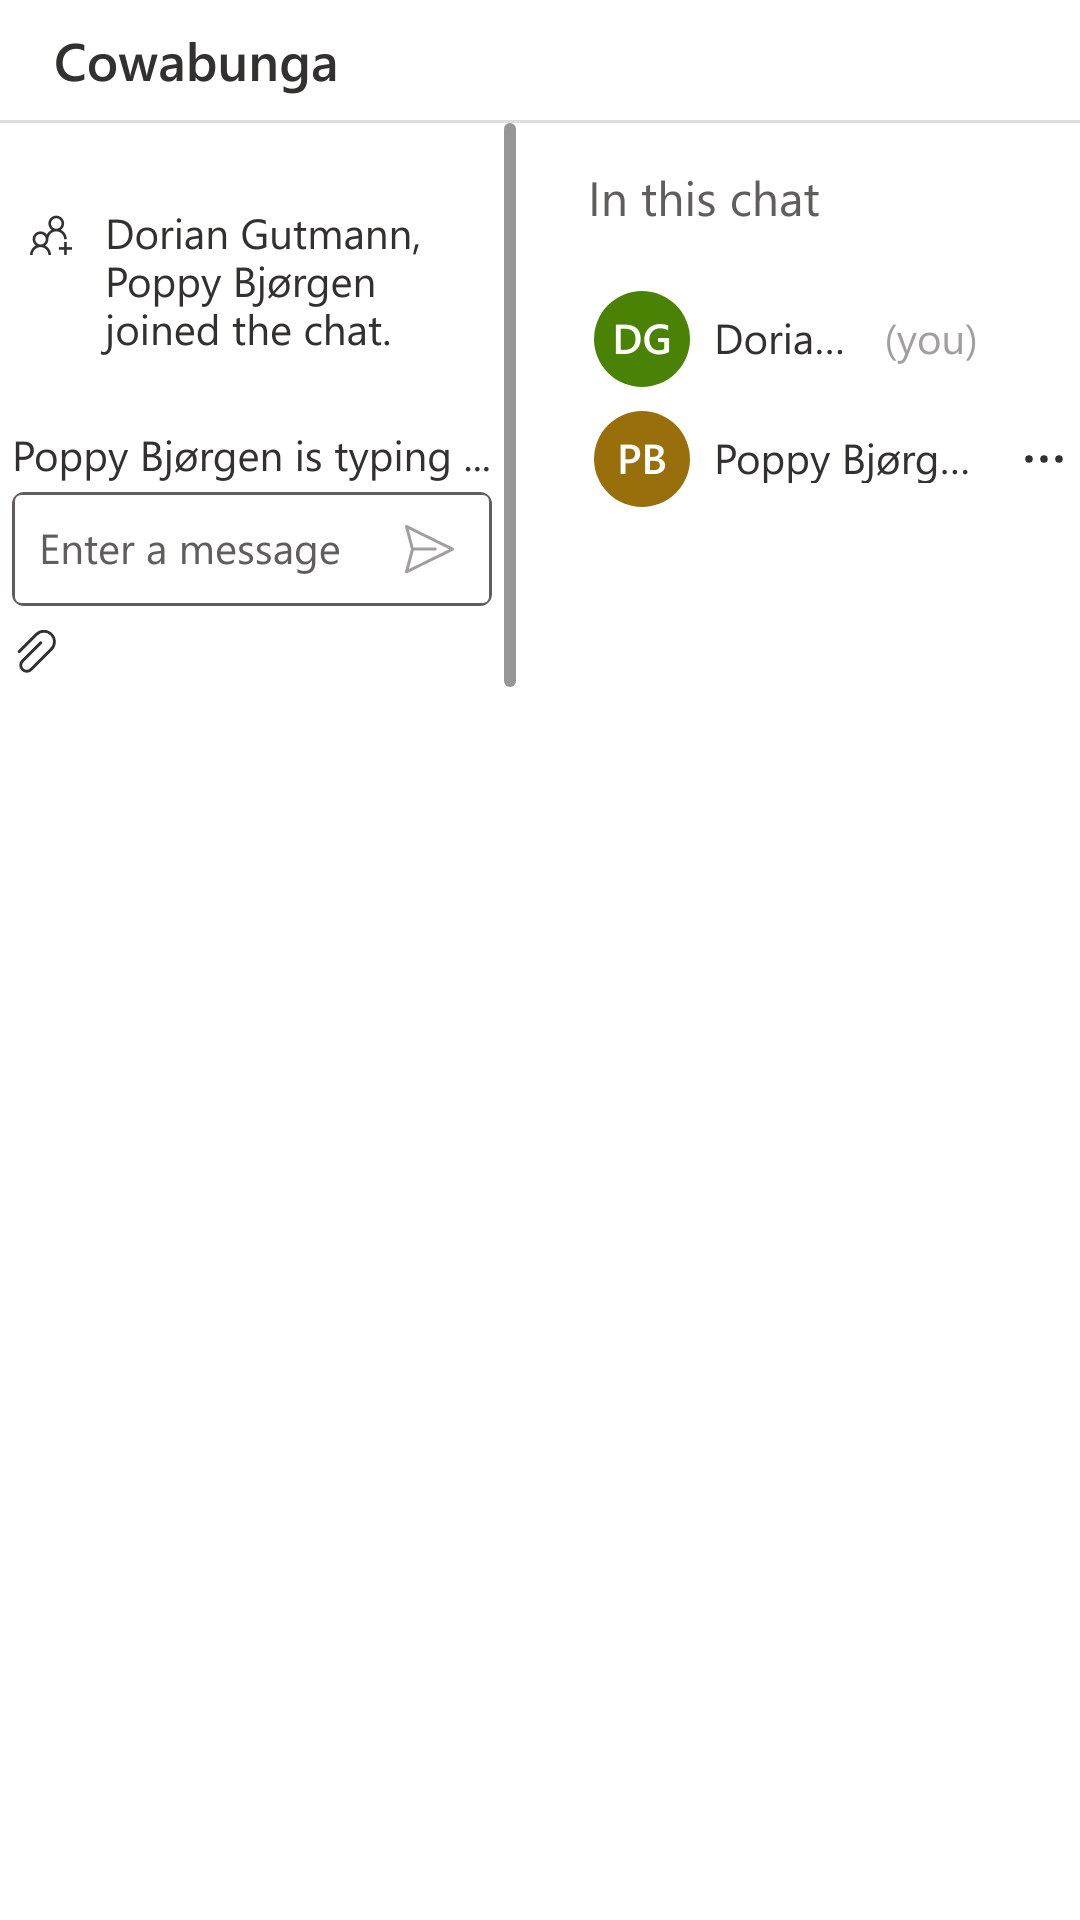 Cowabunga
Dorian Gutmann,
Poppy Bjørgen
joined the chat.
Poppy Bjørgen is typing ...
Enter a message
In this chat
DG Doria... (you)
PB Poppy Bjørg...